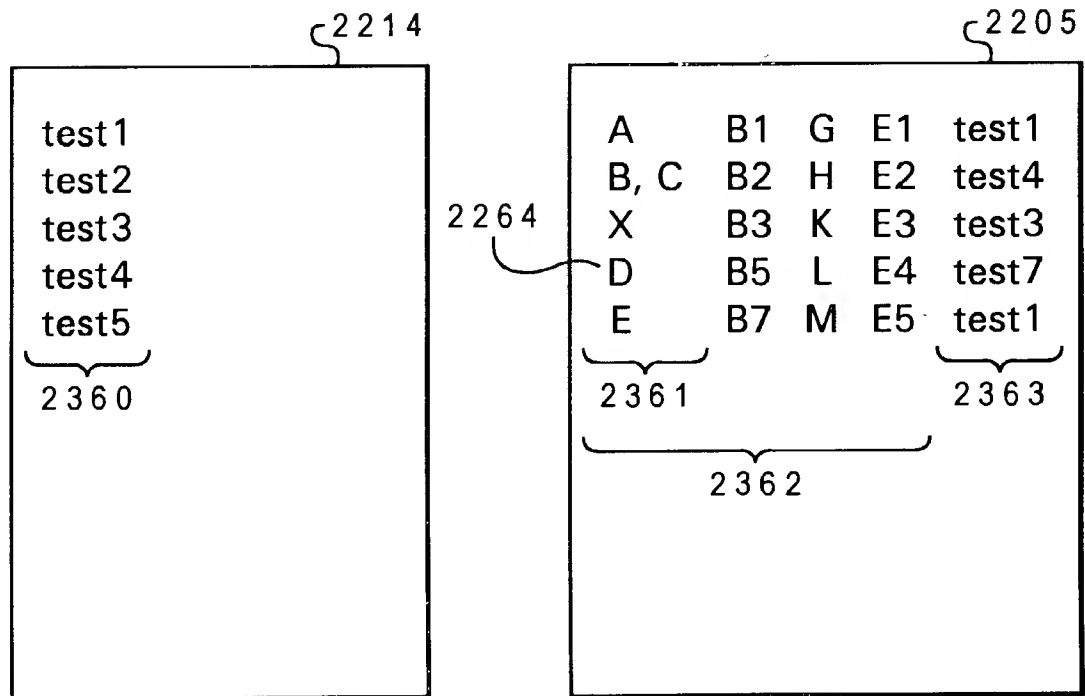 2214
test1
test2
test3
test4
test5
2360
2205
A B1 G E1 test1
B, C B2 H E2 test4
X B3 K E3 test3
2264
D B5 L E4 test7
E B7 M E5 test1
2361 2363
2362